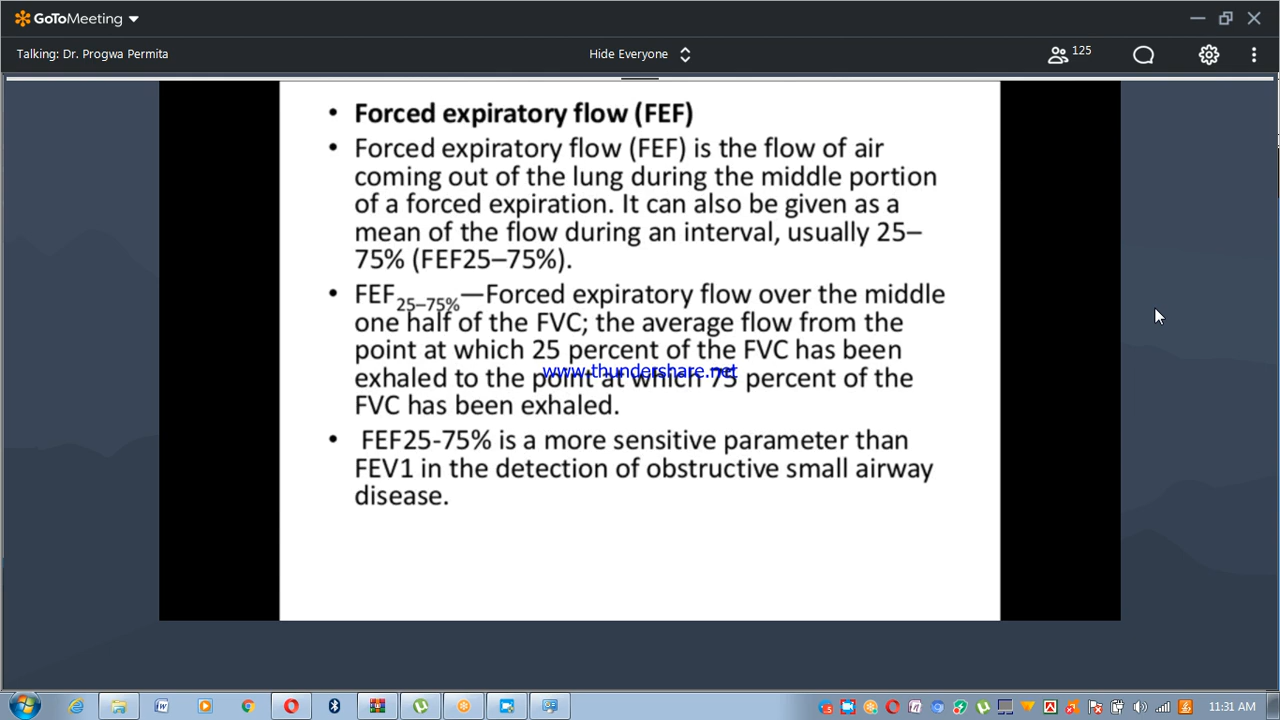 GoToMeeting
Talking: Dr. Progwa Permita
Hide Everyone
125
• Forced expiratory flow (FEF)
• Forced expiratory flow (FEF) is the flow of air
coming out of the lung during the middle portion
of a forced expiration. It can also be given as a
mean of the flow during an interval, usually 25–
75% (FEF25–75%).
• FEF25–75%—Forced expiratory flow over the middle
one half of the FVC; the average flow from the
point at which 25 percent of the FVC has been
exhaled to the point at which 75 percent of the
www.thundershare.net
FVC has been exhaled.
• FEF25-75% is a more sensitive parameter than
FEV1 in the detection of obstructive small airway
disease.
11:31 AM